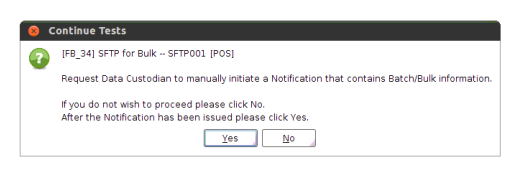 Continue Tests
[FB_34] SFTP for Bulk -- SFTP001 [POS]
Request Data Custodian to manually initiate a Notification that contains Batch/Bulk information.
If you do not wish to proceed please click No.
After the Notification has been issued please click Yes.
Yes No